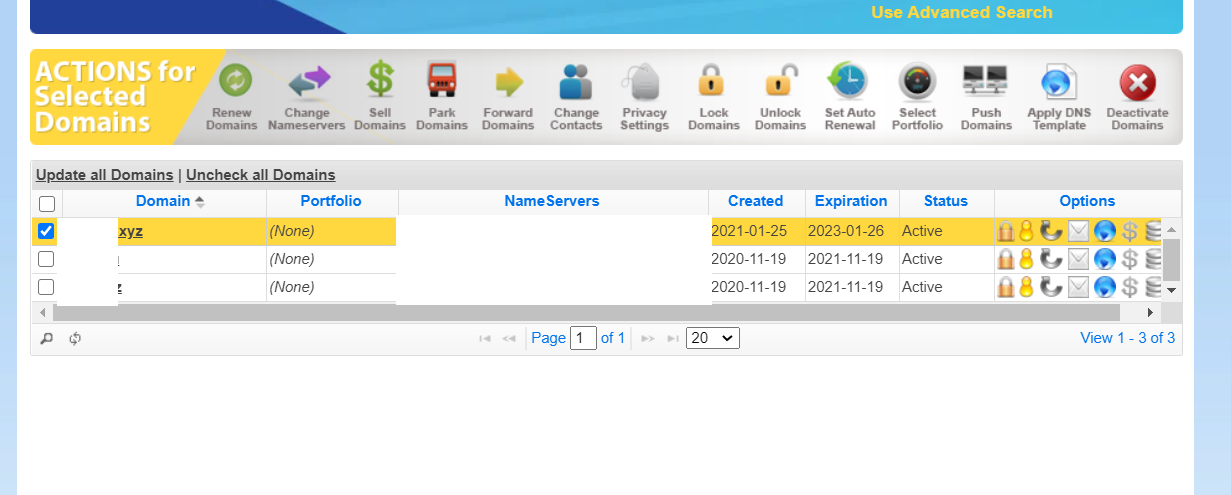 Use Advanced Search
ACTIONS for
Selected
Domains
Renew
Domains
Change
Nameservers
Sell
Domains
Park
Domains
Forward
Domains
Change
Contacts
Privacy
Settings
Lock
Domains
Unlock
Domains
Set Auto
Renewal
Select
Portfolio
Push
Domains
Apply DNS
Template
Deactivate
Domains
Update all Domains | Uncheck all Domains
Domain Portfolio NameServers Created Expiration Status Options
xyz (None) 2021-01-25 2023-01-26 Active
(None) 2020-11-19 2021-11-19 Active
z (None) 2020-11-19 2021-11-19 Active
Page 1 of 1 20 View 1 - 3 of 3